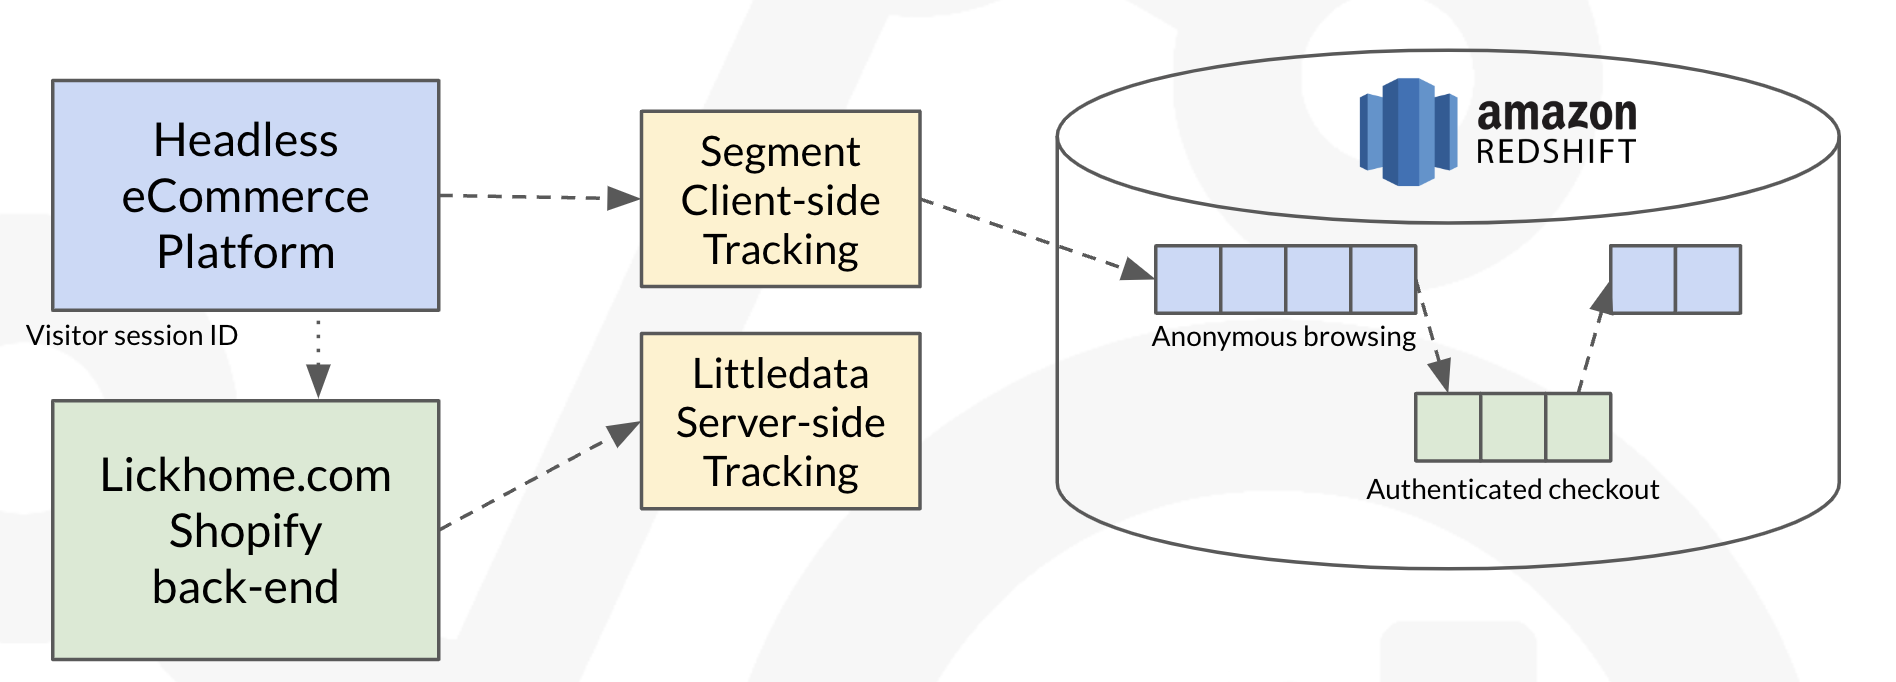 Headless
eCommerce
Platform
Visitor session ID
Lickhome.com
Shopify
back-end
Segment
Client-side
Tracking
Littledata
Server-side
Tracking
amazon
REDSHIFT
Anonymous browsing
Authenticated checkout